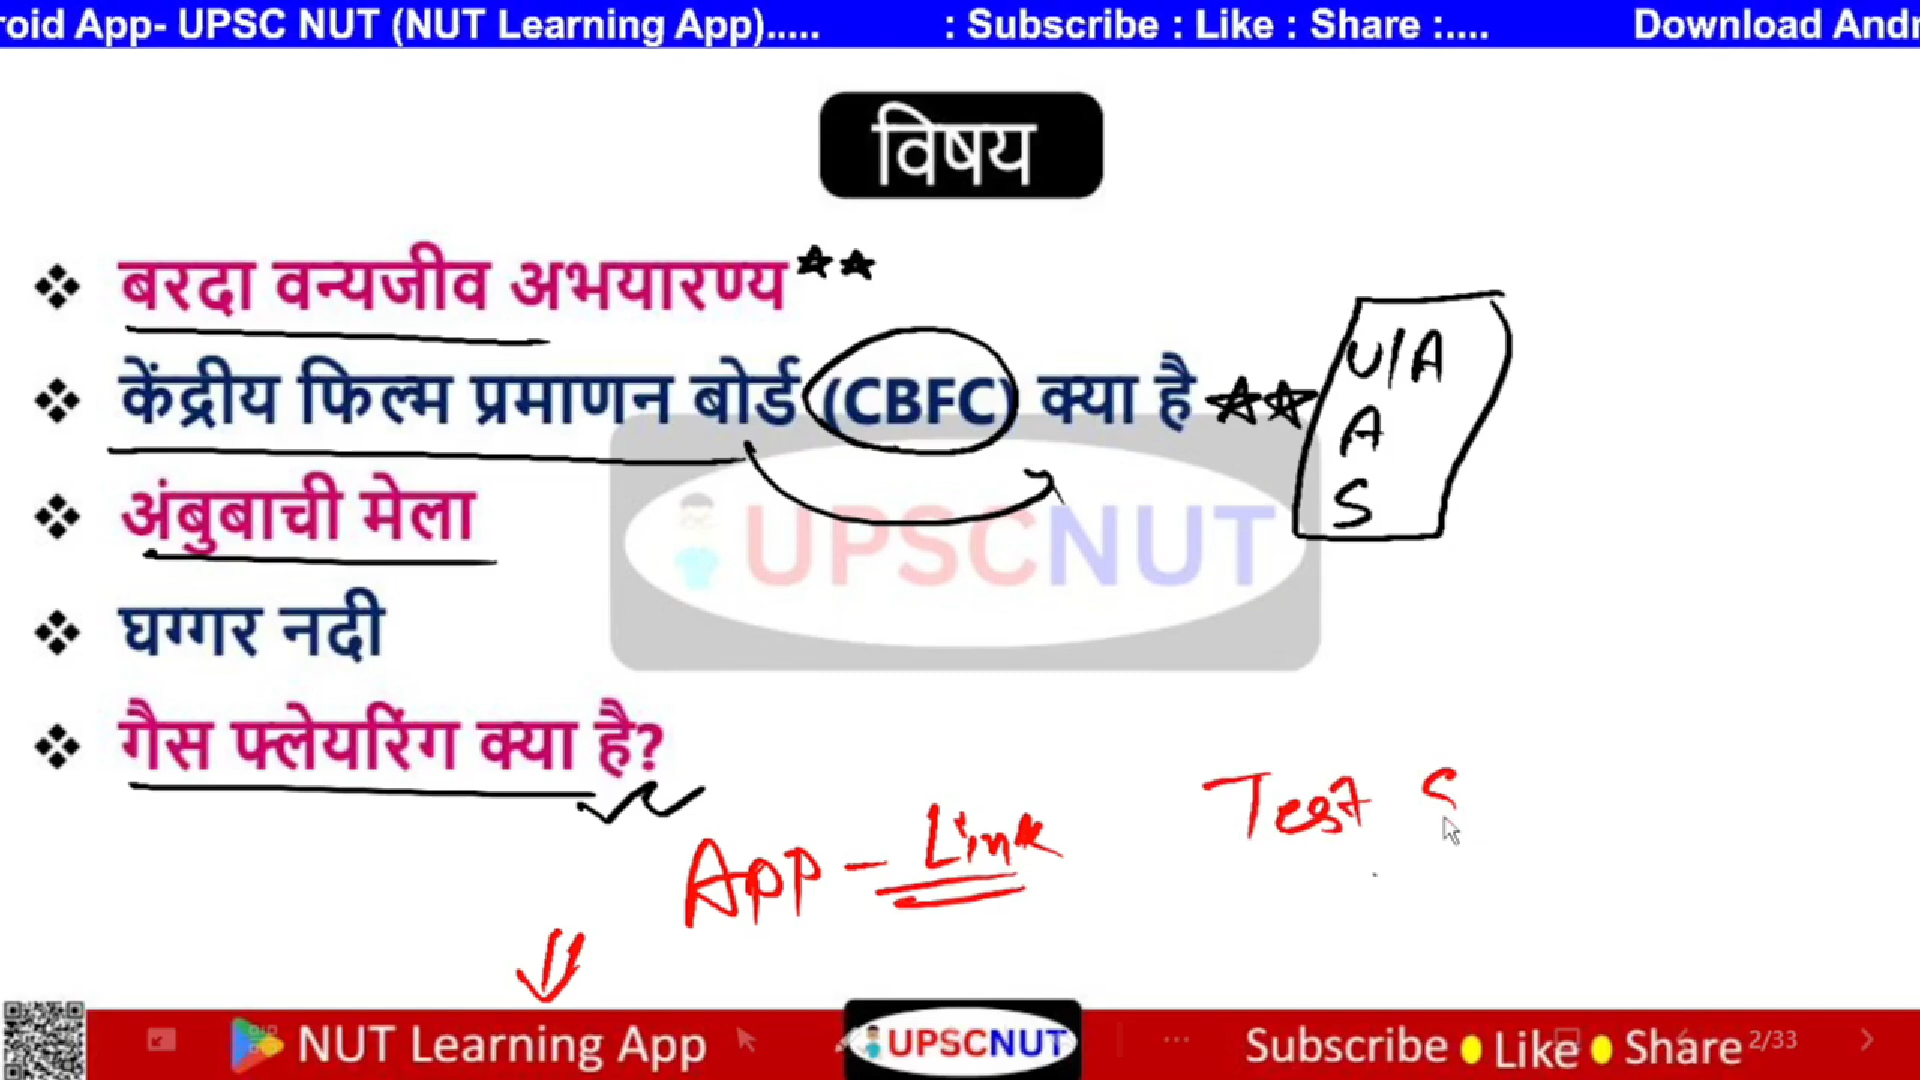 roid App- UPSC NUT (NUT Learning App)..... : Subscribe : Like : Share :.... Download Andr
विषय
❖ बरदा वन्यजीव अभयारण्य
❖ केंद्रीय फिल्म प्रमाणन बोर्ड (CBFC) क्या है
U/A
A
S
❖ अंबुबाची मेला
UPSCNUT
❖ घग्गर नदी
❖ गैस फ्लेयरिंग क्या है?
App - Link
Test S
NUT Learning App
UPSCNUT
Subscribe ● Like ● Share
2/33